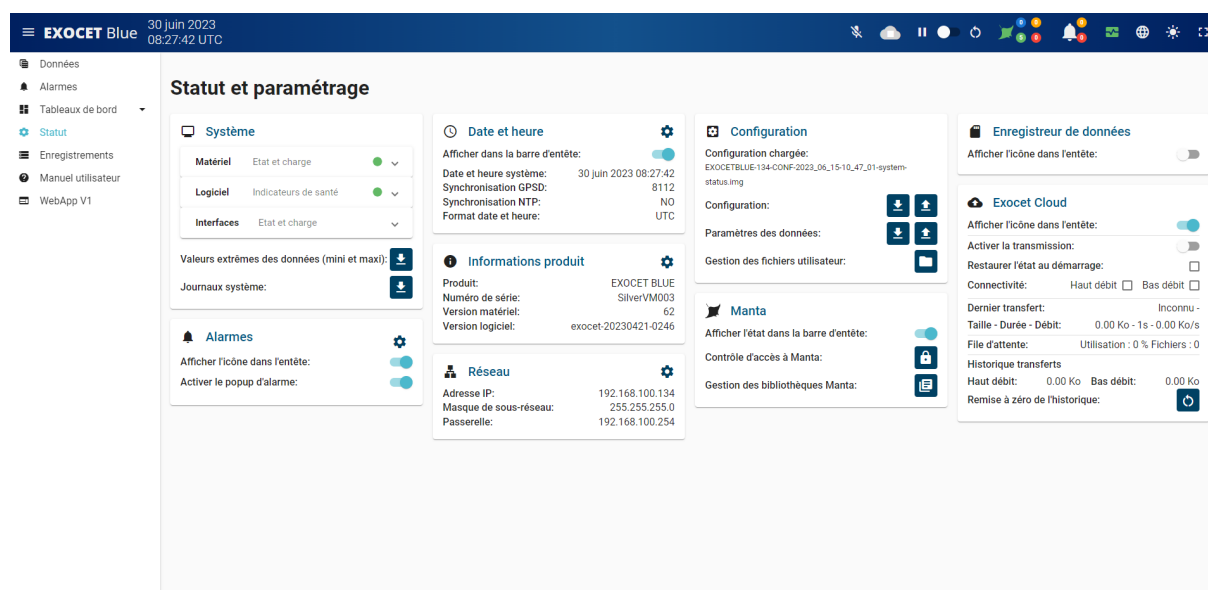 EXOCET Blue
30 juin 2023
08:27:42 UTC
0 0
5 0
0
0
Données
Alarmes
Tableaux de bord
Statut
Enregistrements
Manuel utilisateur
WebApp V1
Statut et paramétrage
Système
Matériel Etat et charge
Logiciel Indicateurs de santé
Interfaces Etat et charge
Valeurs extrêmes des données (mini et maxi):
Journaux système:
Alarmes
Afficher l'icône dans l'entête:
Activer le popup d'alarme:
Date et heure
Afficher dans la barre d'entête:
Date et heure système: 30 juin 2023 08:27:42
Synchronisation GPSD: 8112
Synchronisation NTP: NO
Format date et heure: UTC
Informations produit
Produit: EXOCET BLUE
Numéro de série: SilverVM003
Version matériel: 62
Version logiciel: exocet-20230421-0246
Réseau
Adresse IP: 192.168.100.134
Masque de sous-réseau: 255.255.255.0
Passerelle: 192.168.100.254
Configuration
Configuration chargée:
EXOCETBLUE-134-CONF-2023_06_15-10_47_01-system-
status.img
Configuration:
Paramètres des données:
Gestion des fichiers utilisateur:
Manta
Afficher l'état dans la barre d'entête:
Contrôle d'accès à Manta:
Gestion des bibliothèques Manta:
Enregistreur de données
Afficher l'icône dans l'entête:
Exocet Cloud
Afficher l'icône dans l'entête:
Activer la transmission:
Restaurer l'état au démarrage:
Connectivité: Haut débit Bas débit
Dernier transfert: Inconnu -
Taille - Durée - Débit: 0.00 Ko - 1s - 0.00 Ko/s
File d'attente: Utilisation : 0 % Fichiers : 0
Historique transferts
Haut débit: 0.00 Ko Bas débit: 0.00 Ko
Remise à zéro de l'historique: